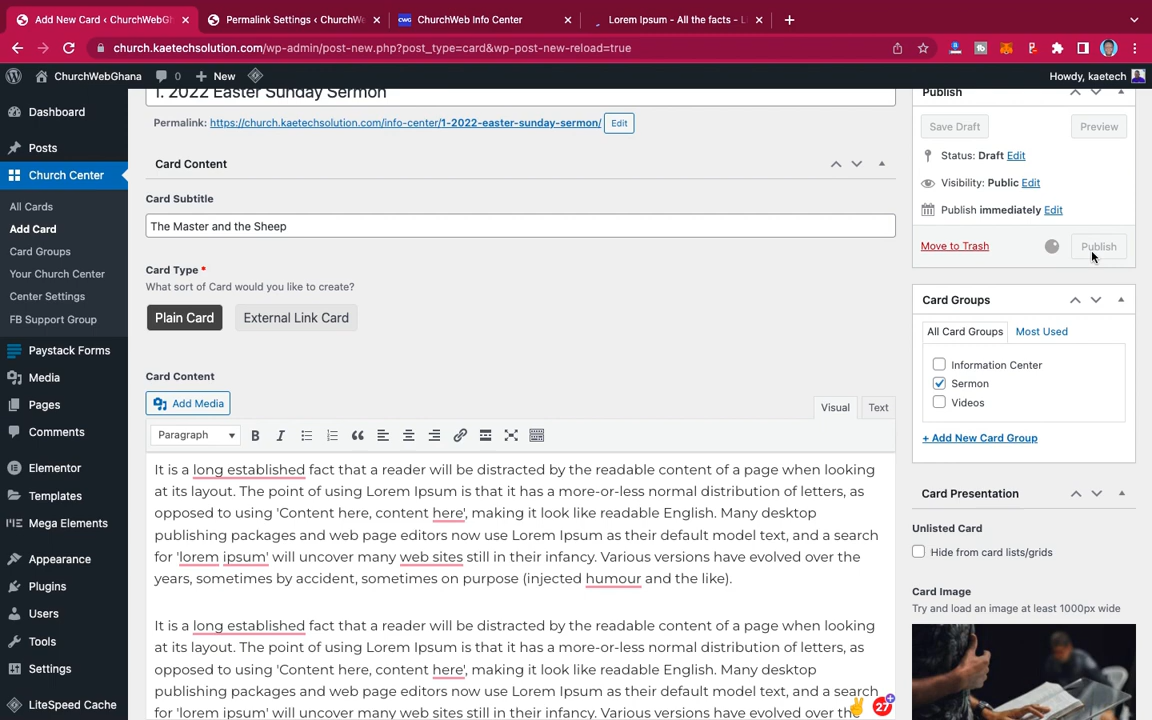 Add New Card ‹ ChurchWebGh
Permalink Settings ‹ ChurchWe
CWG ChurchWeb Info Center
Lorem Ipsum - All the facts - L
church.kaetechsolution.com/wp-admin/post-new.php?post_type=card&wp-post-new-reload=true
ChurchWebGhana
0
New
Howdy, kaetech
Dashboard
Posts
Church Center
All Cards
Add Card
Card Groups
Your Church Center
Center Settings
FB Support Group
Paystack Forms
Media
Pages
Comments
Elementor
Templates
Mega Elements
Appearance
Plugins
Users
Tools
Settings
LiteSpeed Cache
1. 2022 Easter Sunday Sermon
Permalink: https://church.kaetechsolution.com/info-center/1-2022-easter-sunday-sermon/ Edit
Card Content
Card Subtitle
The Master and the Sheep
Card Type *
What sort of Card would you like to create?
Plain Card
External Link Card
Card Content
Add Media
Visual
Text
Paragraph
It is a long established fact that a reader will be distracted by the readable content of a page when looking
at its layout. The point of using Lorem Ipsum is that it has a more-or-less normal distribution of letters, as
opposed to using 'Content here, content here', making it look like readable English. Many desktop
publishing packages and web page editors now use Lorem Ipsum as their default model text, and a search
for 'lorem ipsum' will uncover many web sites still in their infancy. Various versions have evolved over the
years, sometimes by accident, sometimes on purpose (injected humour and the like).
It is a long established fact that a reader will be distracted by the readable content of a page when looking
at its layout. The point of using Lorem Ipsum is that it has a more-or-less normal distribution of letters, as
opposed to using 'Content here, content here', making it look like readable English. Many desktop
publishing packages and web page editors now use Lorem Ipsum as their default model text, and a search
for 'lorem ipsum' will uncover many web sites still in their infancy. Various versions have evolved over the
27
Publish
Save Draft
Preview
Status: Draft Edit
Visibility: Public Edit
Publish immediately Edit
Move to Trash
Publish
Card Groups
All Card Groups
Most Used
Information Center
Sermon
Videos
+ Add New Card Group
Card Presentation
Unlisted Card
Hide from card lists/grids
Card Image
Try and load an image at least 1000px wide